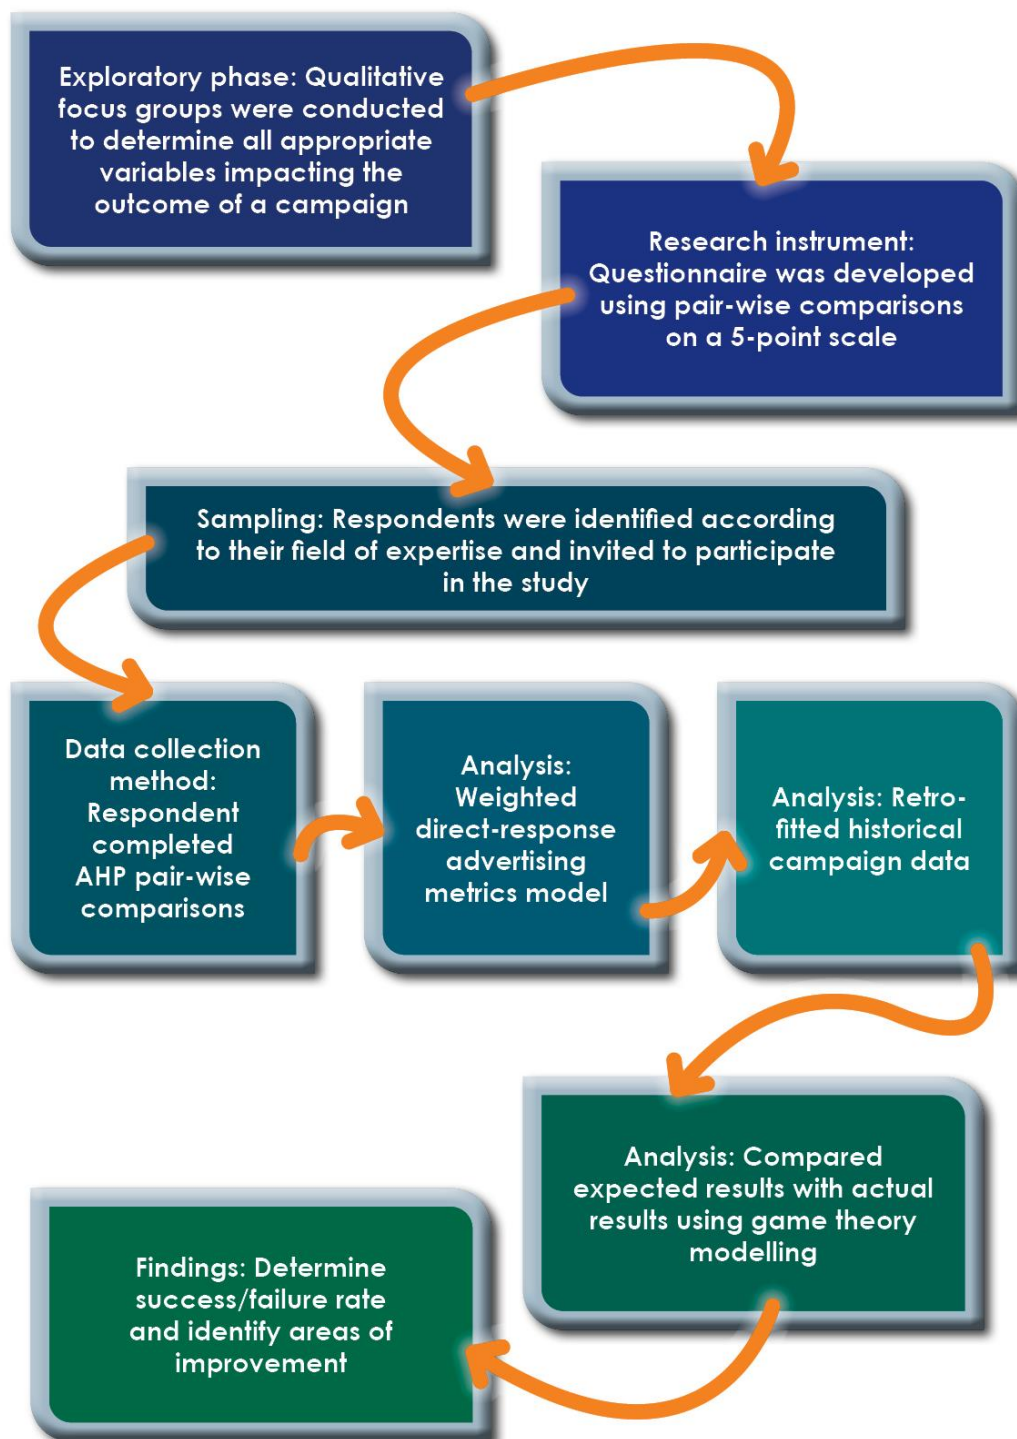 Exploratory phase: Qualitative
focus groups were conducted
to determine all appropriate
variables impacting the
outcome of a campaign
Research instrument:
Questionnaire was developed
using pair-wise comparisons
on a 5-point scale
Sampling: Respondents were identified according
to their field of expertise and invited to participate
in the study
Data collection
method:
Respondent
completed
AHP pair-wise
comparisons
Analysis:
Weighted
direct-response
advertising
metrics model
Analysis: Retro-
fitted historical
campaign data
Analysis: Compared
expected results with actual
results using game theory
modelling
Findings: Determine
success/failure rate
and identify areas of
improvement